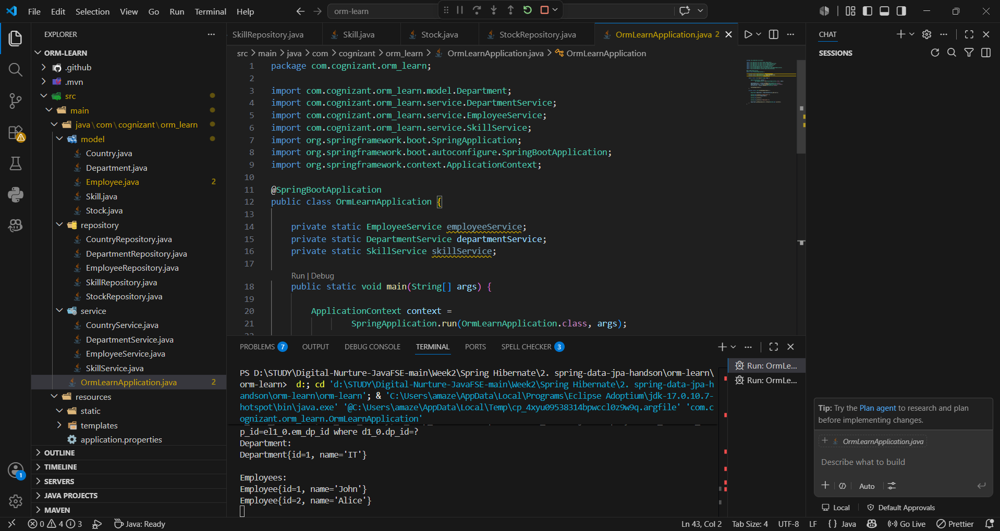 File Edit Selection View Go Run Terminal Help
orm-learn
EXPLORER
ORM-LEARN
.github
.mvn
src
main
java\com\cognizant\orm_learn
model
Country.java
Department.java
Employee.java 2
Skill.java
Stock.java
repository
CountryRepository.java
DepartmentRepository.java
EmployeeRepository.java
SkillRepository.java
StockRepository.java
service
CountryService.java
DepartmentService.java
EmployeeService.java
SkillService.java
OrmLearnApplication.java 2
resources
static
templates
application.properties
OUTLINE
TIMELINE
SERVERS
JAVA PROJECTS
MAVEN
1
SkillRepository.java Skill.java Stock.java StockRepository.java OrmLearnApplication.java 2
src > main > java > com > cognizant > orm_learn > OrmLearnApplication.java > OrmLearnApplication
1 package com.cognizant.orm_learn;
2
3 import com.cognizant.orm_learn.model.Department;
4 import com.cognizant.orm_learn.service.DepartmentService;
5 import com.cognizant.orm_learn.service.EmployeeService;
6 import com.cognizant.orm_learn.service.SkillService;
7 import org.springframework.boot.SpringApplication;
8 import org.springframework.boot.autoconfigure.SpringBootApplication;
9 import org.springframework.context.ApplicationContext;
10
11 @SpringBootApplication
12 public class OrmLearnApplication {
13
14 private static EmployeeService employeeService;
15 private static DepartmentService departmentService;
16 private static SkillService skillService;
17
Run | Debug
18 public static void main(String[] args) {
19
20 ApplicationContext context =
21 SpringApplication.run(OrmLearnApplication.class, args);
PROBLEMS 7 OUTPUT DEBUG CONSOLE TERMINAL PORTS SPELL CHECKER 3
PS D:\STUDY\Digital-Nurture-JavaFSE-main\Week2\Spring Hibernate\2. spring-data-jpa-handson\orm-learn\
orm-learn> d:; cd 'd:\STUDY\Digital-Nurture-JavaFSE-main\Week2\Spring Hibernate\2. spring-data-jpa-h
andson\orm-learn\orm-learn'; & 'C:\Users\amaze\AppData\Local\Programs\Eclipse Adoptium\jdk-17.0.10.7-
hotspot\bin\java.exe' '@C:\Users\amaze\AppData\Local\Temp\cp_4xyu09538314bpwccl0z9w9q.argfile' 'com.c
ognizant.orm_learn.OrmLearnApplication'
p_id=el1_0.em_dp_id where d1_0.dp_id=?
Department:
Department{id=1, name='IT'}
Employees:
Employee{id=1, name='John'}
Employee{id=2, name='Alice'}
Run: OrmLe...
Run: OrmLe...
CHAT
SESSIONS
Tip: Try the Plan agent to research and plan
before implementing changes.
OrmLearnApplication.java
Describe what to build
Auto
Local Default Approvals
0 4 3 Java: Ready
Ln 43, Col 2 Tab Size: 4 UTF-8 LF {} Java Go Live Prettier